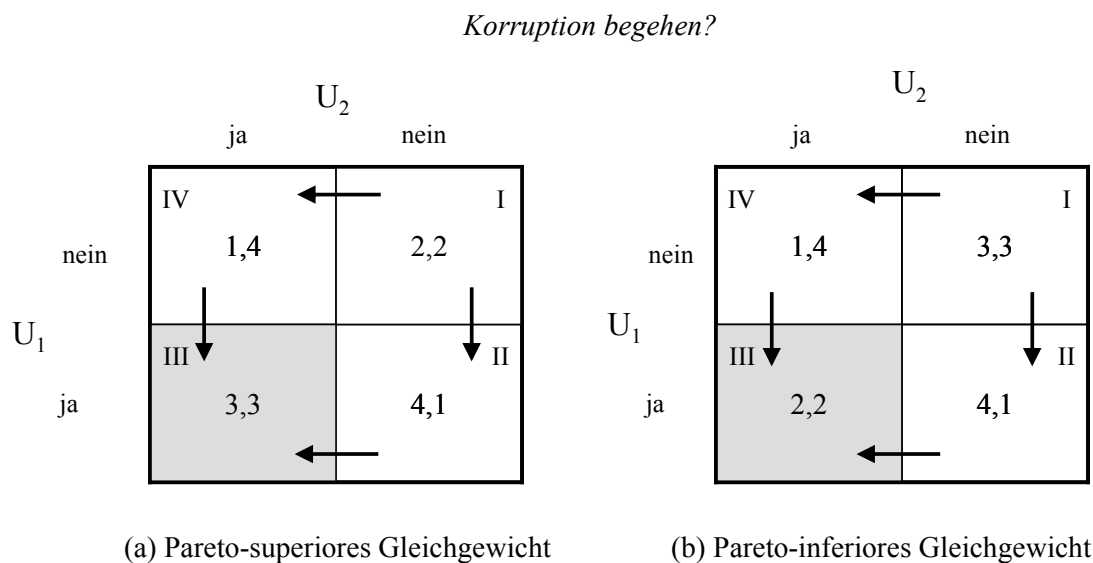 Korruption begehen?
U2 U2
ja nein ja nein
IV I IV I
nein 1,4 2,2 nein 1,4 3,3
U1 U1
III II III II
ja 3,3 4,1 ja 2,2 4,1
(a) Pareto-superiores Gleichgewicht (b) Pareto-inferiores Gleichgewicht